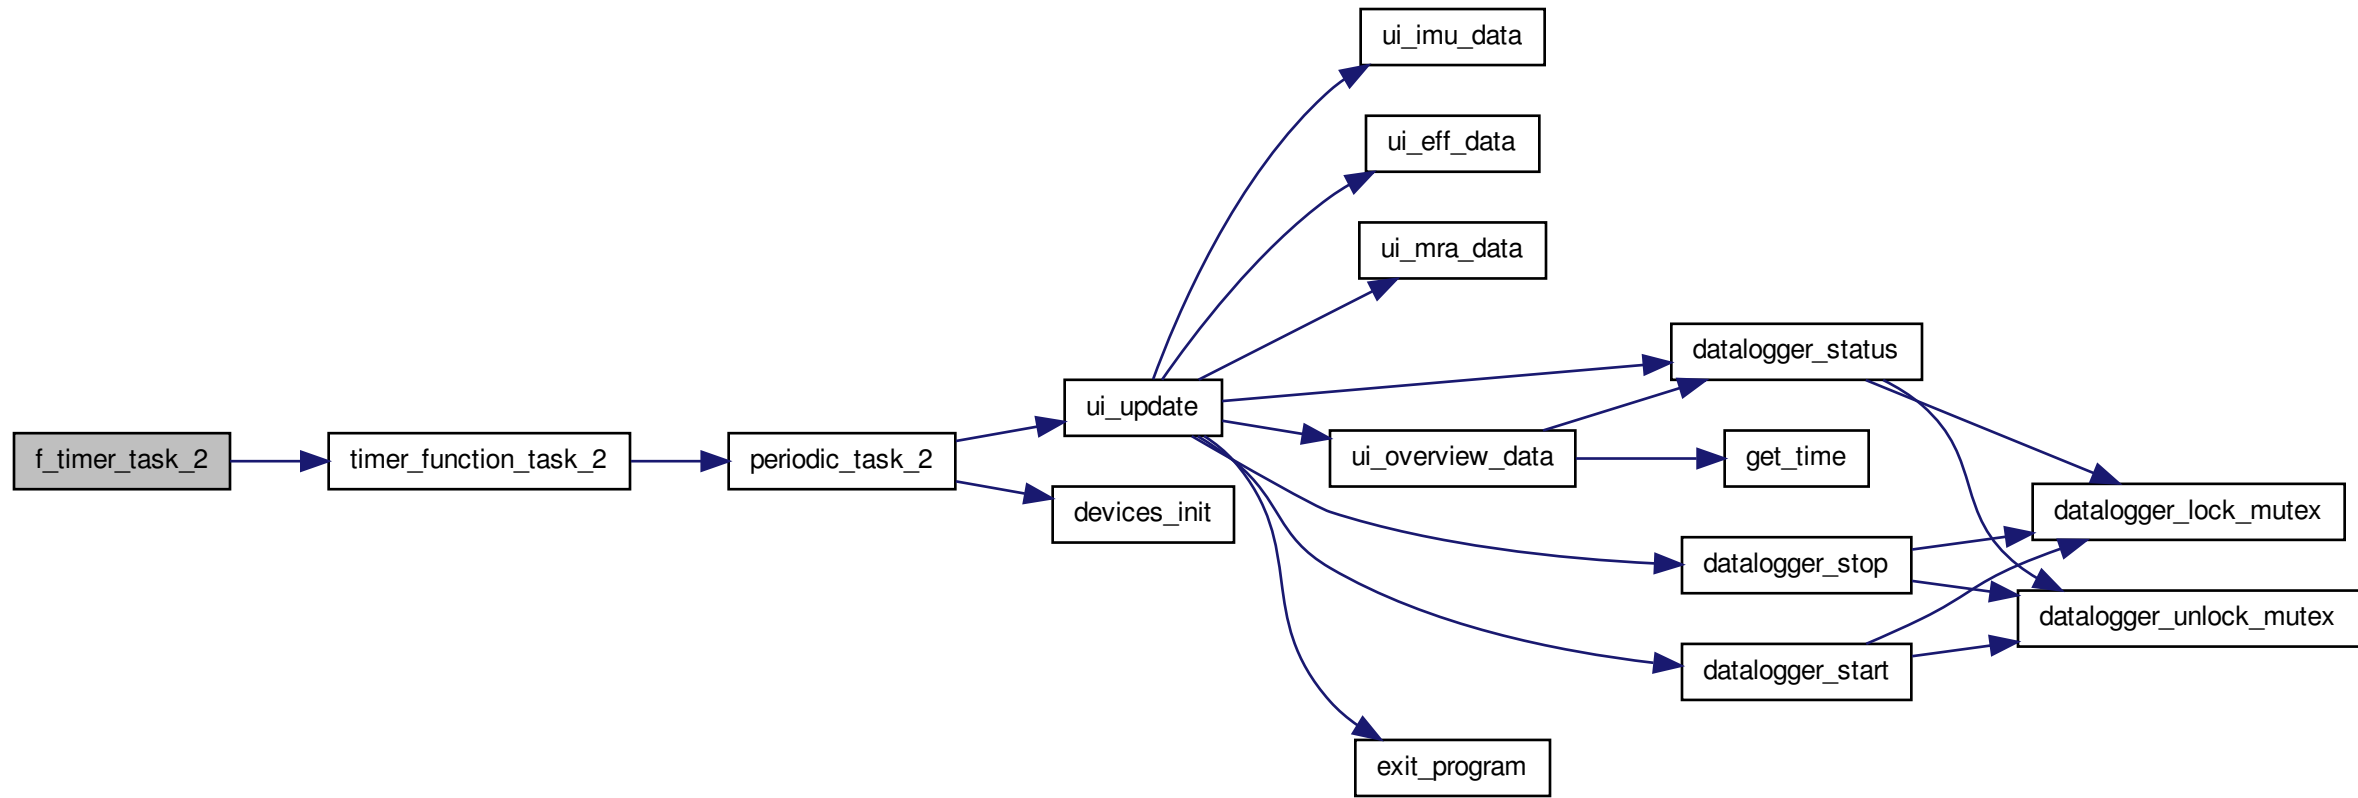 f_timer_task_2
timer_function_task_2
periodic_task_2
ui_update
devices_init
ui_imu_data
ui_eff_data
ui_mra_data
ui_overview_data
exit_program
datalogger_status
get_time
datalogger_stop
datalogger_start
datalogger_lock_mutex
datalogger_unlock_mutex